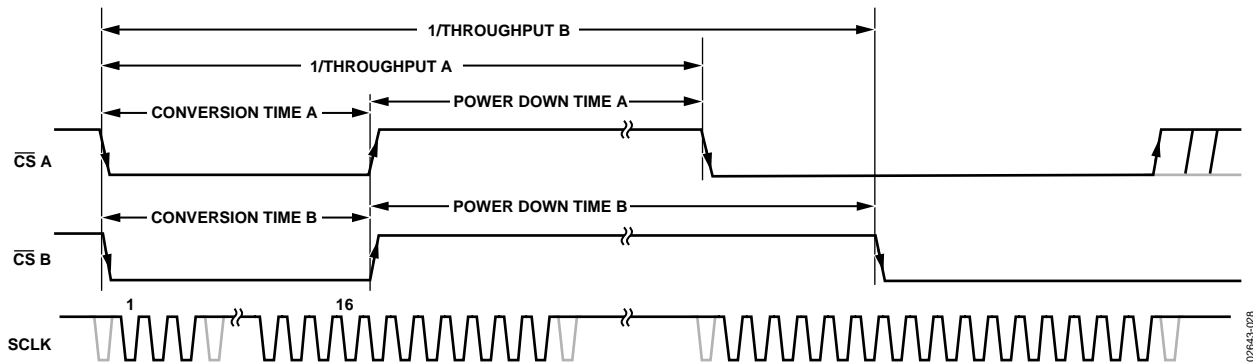 1/THROUGHPUT B
1/THROUGHPUT A
CONVERSION TIME A
POWER DOWN TIME A
CS A
CONVERSION TIME B
POWER DOWN TIME B
CS B
1
16
SCLK
02643-028